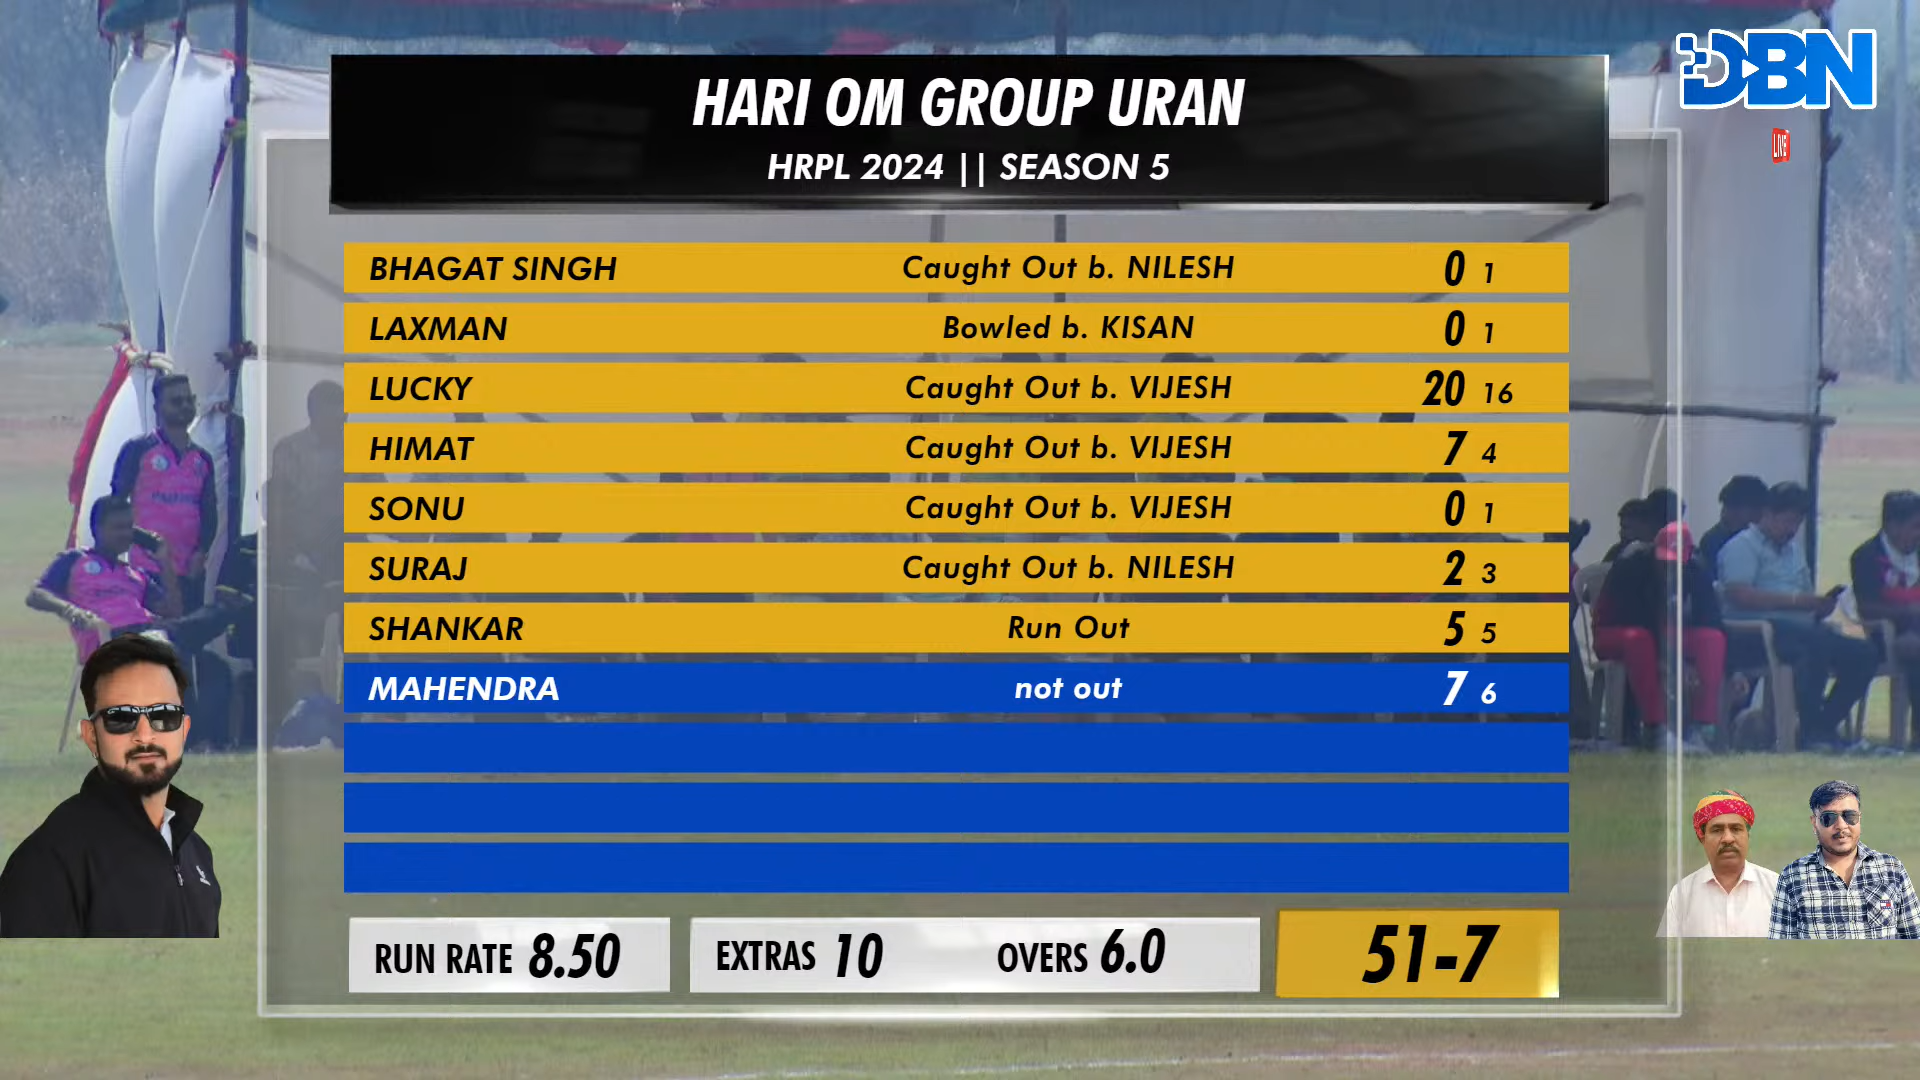 HARI OM GROUP URAN
HRPL 2024 || SEASON 5
DBN
LIVE
BHAGAT SINGH Caught Out b. NILESH 0 1
LAXMAN Bowled b. KISAN 0 1
LUCKY Caught Out b. VIJESH 20 16
HIMAT Caught Out b. VIJESH 7 4
SONU Caught Out b. VIJESH 0 1
SURAJ Caught Out b. NILESH 2 3
SHANKAR Run Out 5 5
MAHENDRA not out 7 6
RUN RATE 8.50 EXTRAS 10 OVERS 6.0 51-7